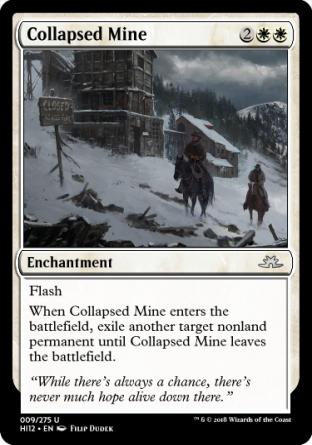 Collapsed Mine 2
CLOSED
Enchantment
Flash
When Collapsed Mine enters the
battlefield, exile another target nonland
permanent until Collapsed Mine leaves
the battlefield.
“While there’s always a chance, there’s
never much hope alive down there.”
009/275 U
HI12 • EN Filip Dudek
™ & © 2018 Wizards of the Coast